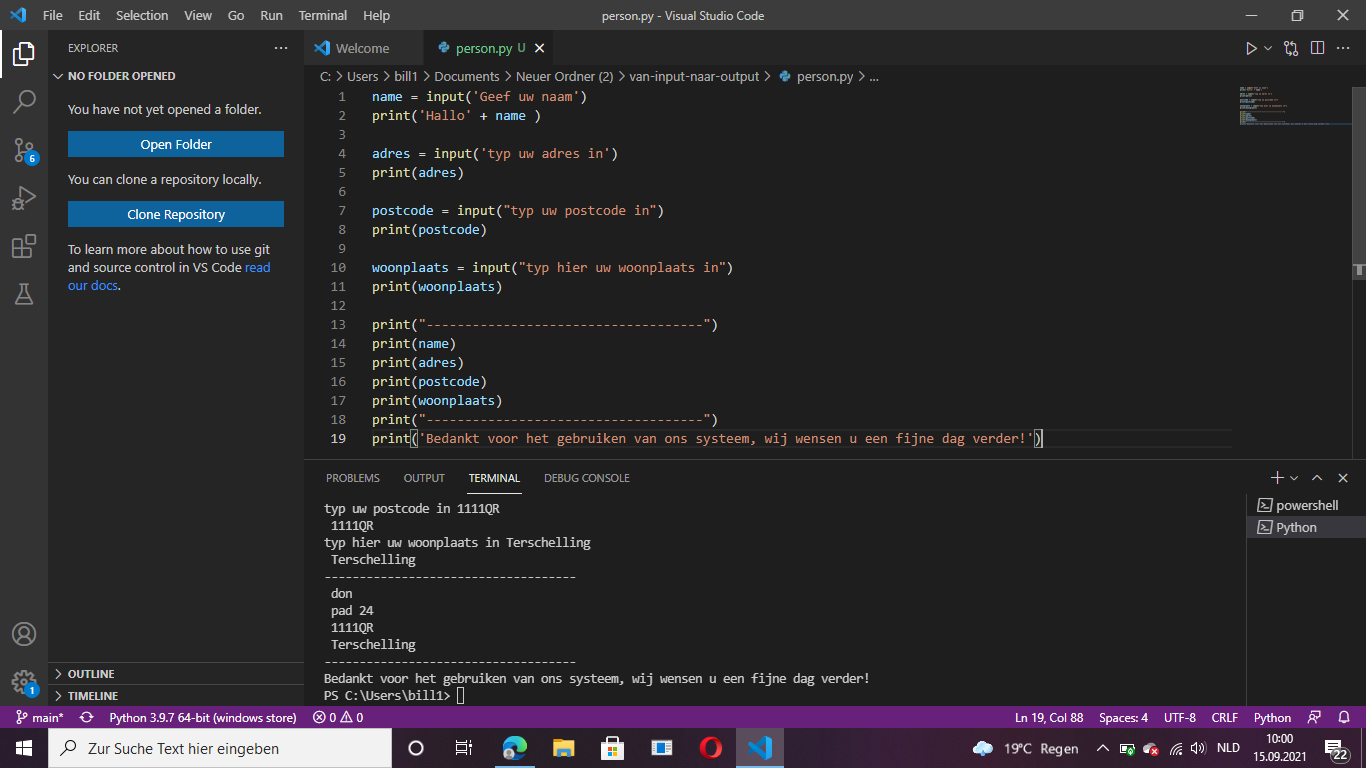 File Edit Selection View Go Run Terminal Help person.py - Visual Studio Code
EXPLORER
NO FOLDER OPENED
You have not yet opened a folder.
Open Folder
You can clone a repository locally.
Clone Repository
To learn more about how to use git
and source control in VS Code read
our docs.
OUTLINE
TIMELINE
6
1
Welcome person.py U
C: > Users > bill1 > Documents > Neuer Ordner (2) > van-input-naar-output > person.py > ...
1 name = input('Geef uw naam')
2 print('Hallo' + name )
3
4 adres = input('typ uw adres in')
5 print(adres)
6
7 postcode = input("typ uw postcode in")
8 print(postcode)
9
10 woonplaats = input("typ hier uw woonplaats in")
11 print(woonplaats)
12
13 print("------------------------------------")
14 print(name)
15 print(adres)
16 print(postcode)
17 print(woonplaats)
18 print("------------------------------------")
19 print('Bedankt voor het gebruiken van ons systeem, wij wensen u een fijne dag verder!')
PROBLEMS OUTPUT TERMINAL DEBUG CONSOLE
typ uw postcode in 1111QR
1111QR
typ hier uw woonplaats in Terschelling
Terschelling
------------------------------------
don
pad 24
1111QR
Terschelling
------------------------------------
Bedankt voor het gebruiken van ons systeem, wij wensen u een fijne dag verder!
PS C:\Users\bill1>
powershell
Python
main* Python 3.9.7 64-bit (windows store) 0 0 Ln 19, Col 88 Spaces: 4 UTF-8 CRLF Python
Zur Suche Text hier eingeben 19°C Regen NLD 10:00
15.09.2021
22